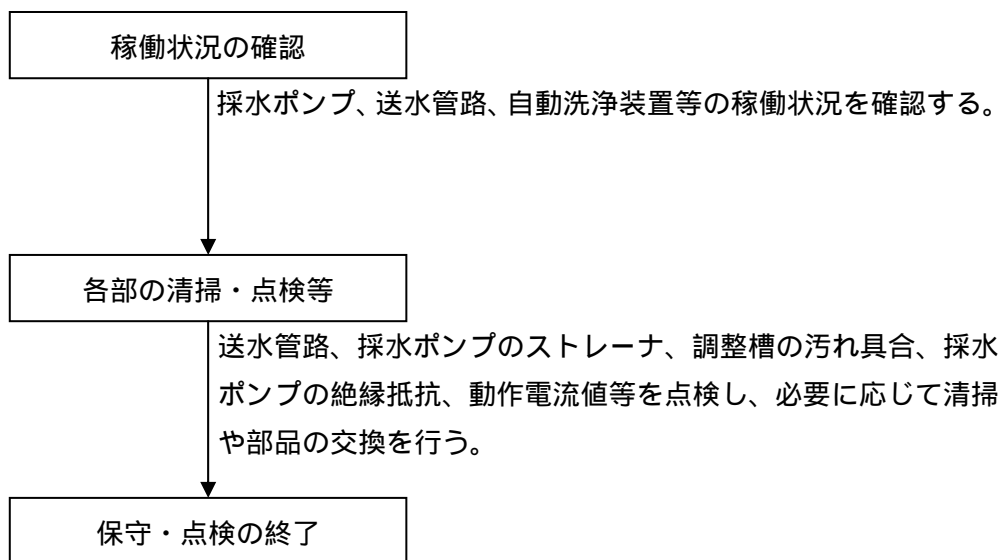 稼働状況の確認
採水ポンプ、送水管路、自動洗浄装置等の稼働状況を確認する。
各部の清掃・点検等
送水管路、採水ポンプのストレーナ、調整槽の汚れ具合、採水
ポンプの絶縁抵抗、動作電流値等を点検し、必要に応じて清掃
や部品の交換を行う。
保守・点検の終了